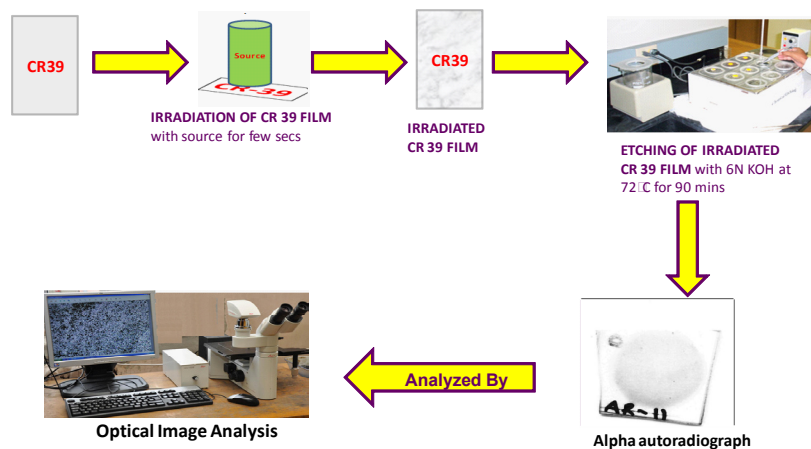 CR39
Source
CR-39
IRRADIATION OF CR 39 FILM
with source for few secs
CR39
IRRADIATED
CR 39 FILM
ETCHING OF IRRADIATED
CR 39 FILM with 6N KOH at
72 C for 90 mins
AR-11
Alpha autoradiograph
Analyzed By
Optical Image Analysis